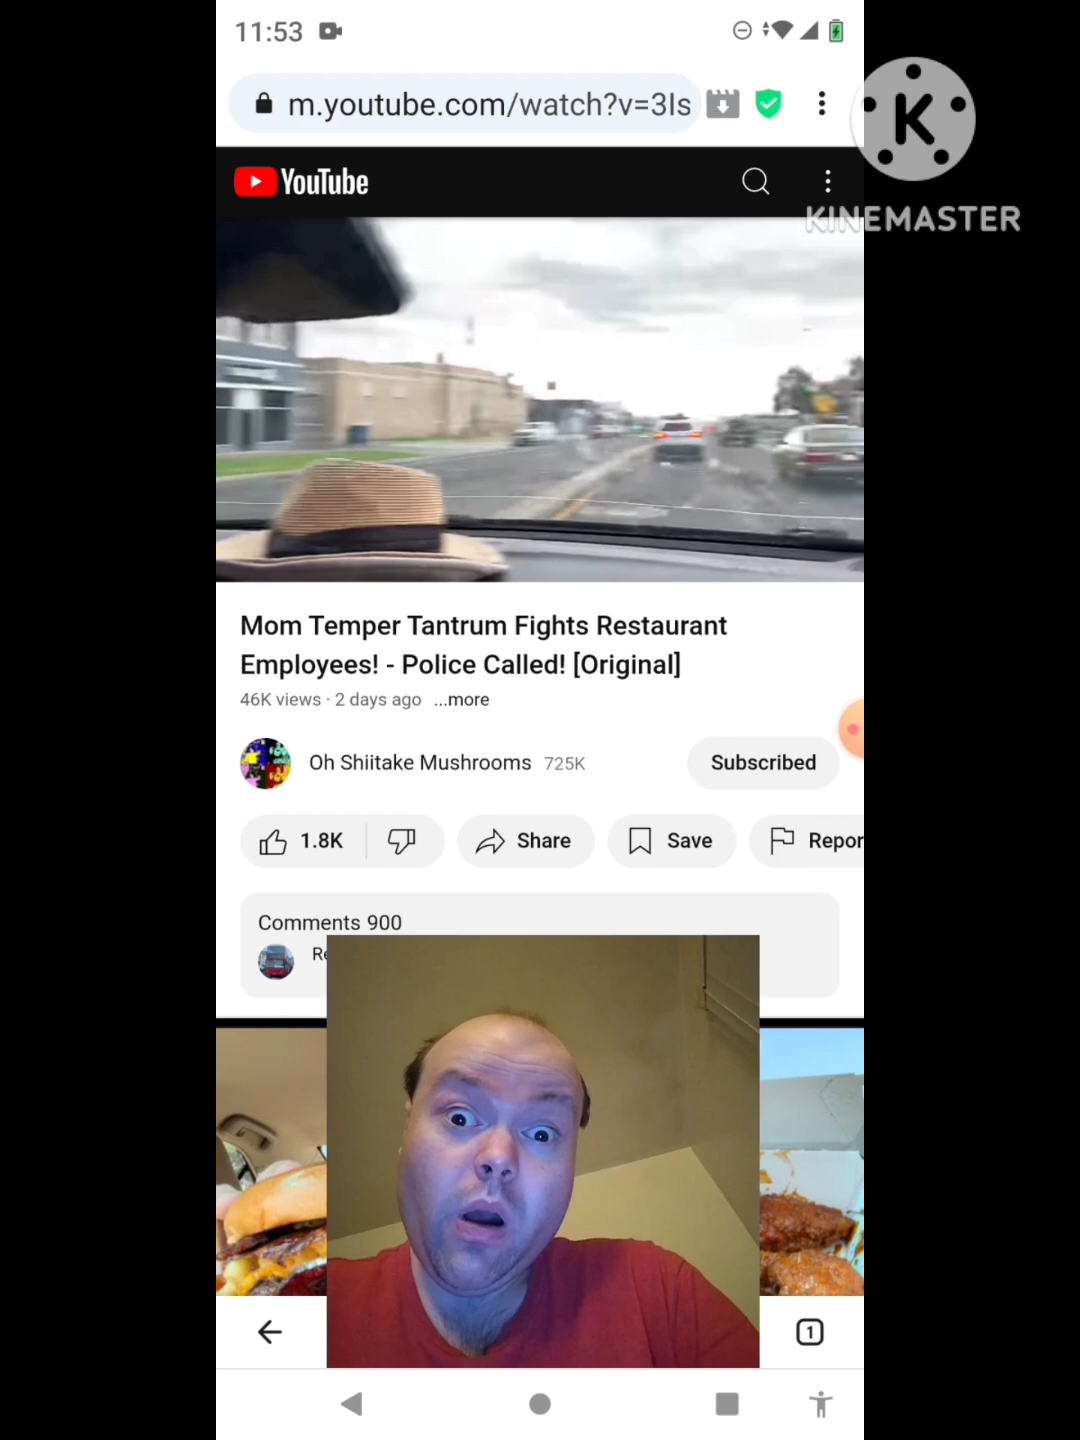 11:53
m.youtube.com/watch?v=3Is
K
KINEMASTER
YouTube
Mom Temper Tantrum Fights Restaurant
Employees! - Police Called! [Original]
46K views · 2 days ago ...more
Oh Shiitake Mushrooms 725K
Subscribed
1.8K
Share
Save
Repor
Comments 900
Re
1